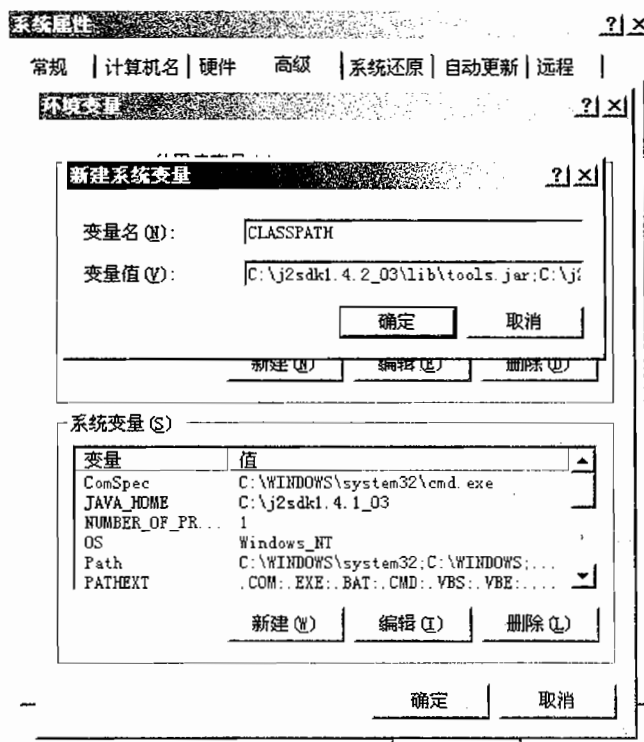 系统属性
常规 计算机名 硬件 高级 系统还原 自动更新 远程
环境变量
新建系统变量
变量名(N): CLASSPATH
变量值(V): C:\j2sdk1.4.2_03\lib\tools.jar;C:\j2
确定 取消
新建(N) 编辑(E) 删除(D)
系统变量(S)
变量 值
ComSpec C:\WINDOWS\system32\cmd.exe
JAVA_HOME C:\j2sdk1.4.1_03
NUMBER_OF_PR... 1
OS Windows_NT
Path C:\WINDOWS\system32;C:\WINDOWS;...
PATHEXT .COM;.EXE;.BAT;.CMD;.VBS;.VBE;....
新建(W) 编辑(I) 删除(L)
确定 取消